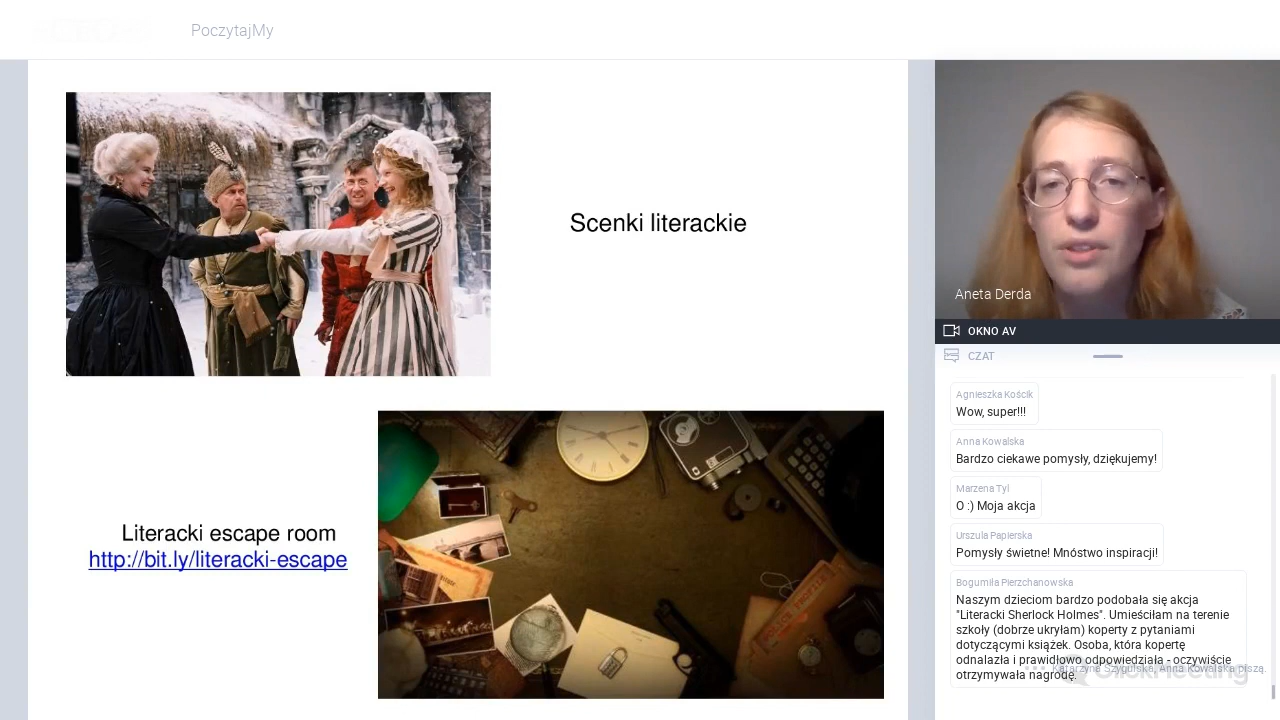 PoczytajMy
Scenki literackie
Literacki escape room
http://bit.ly/literacki-escape
Aneta Derda
OKNO AV
CZAT
Agnieszka Kościk
Wow, super!!!
Anna Kowalska
Bardzo ciekawe pomysły, dziękujemy!
Marzena Tyl
O :) Moja akcja
Urszula Papierska
Pomysły świetne! Mnóstwo inspiracji!
Bogumiła Pierzchanowska
Naszym dzieciom bardzo podobała się akcja
"Literacki Sherlock Holmes". Umieściłam na terenie
szkoły (dobrze ukryłam) koperty z pytaniami
dotyczącymi książek. Osoba, która kopertę
odnalazła i prawidłowo odpowiedziała - oczywiście
otrzymywała nagrodę.
Katarzyna Szypulska, Anna Kowalska piszą.
ClickMeeting